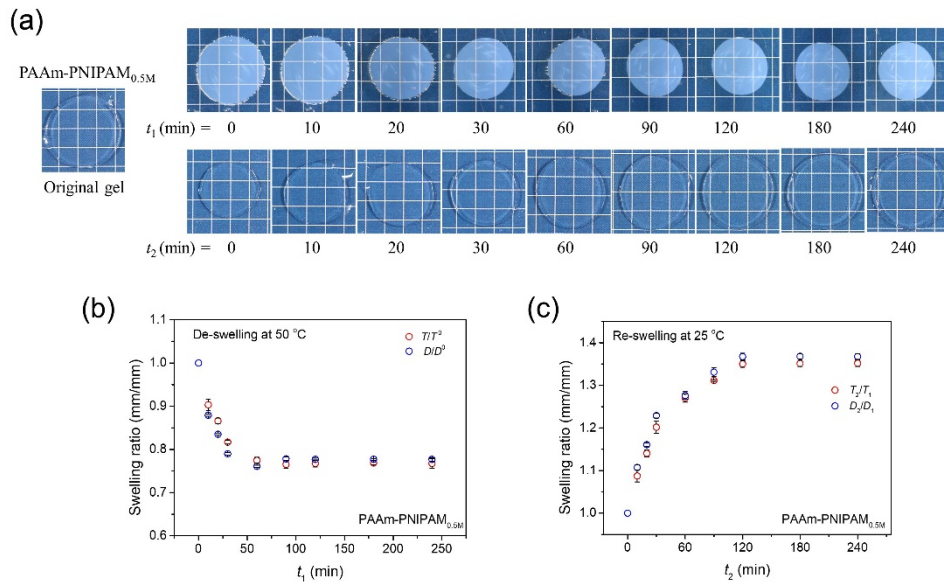 (a)
PAAm-PNIPAM0.5M
Original gel
t1 (min) = 0 10 20 30 60 90 120 180 240
t2 (min) = 0 10 20 30 60 90 120 180 240
(b)
De-swelling at 50 °C
D/D0
Swelling ratio (mm/mm)
1.1
1.0
0.9
0.8
0.7
0.6
0 50 100 150 200 250
t1 (min)
PAAm-PNIPAM0.5M
(c)
Re-swelling at 25 °C
T2/T1
D2/D1
Swelling ratio (mm/mm)
1.4
1.3
1.2
1.1
1.0
0 60 120 180 240
t2 (min)
PAAm-PNIPAM0.5M